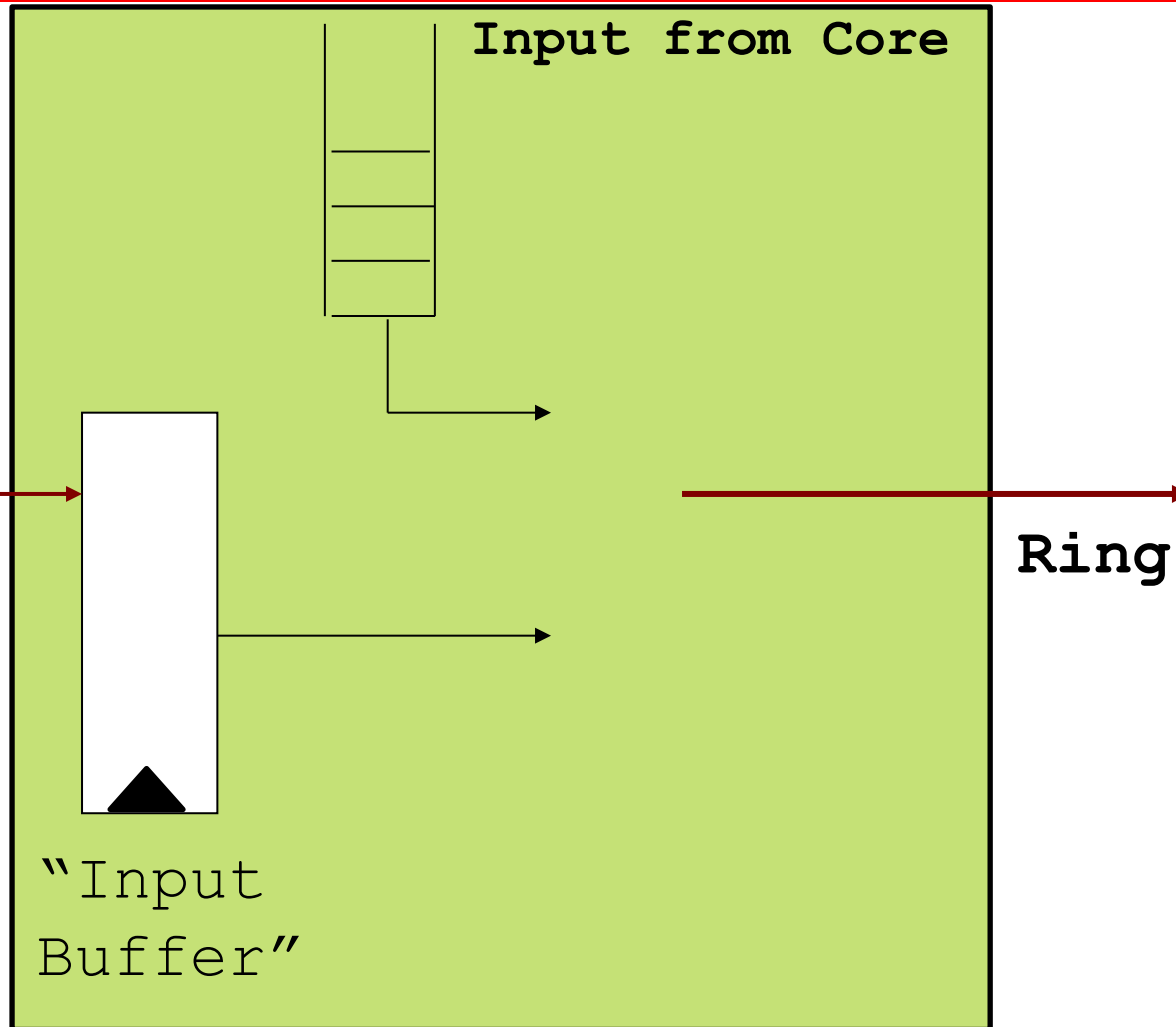 Input from Core
Ring
“Input
Buffer”